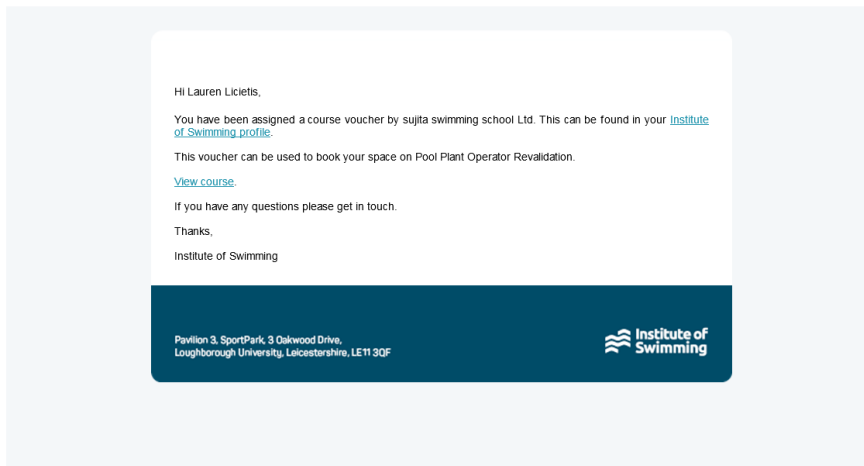 Hi Lauren Licietis,
You have been assigned a course voucher by sujita swimming school Ltd. This can be found in your Institute
of Swimming profile.
This voucher can be used to book your space on Pool Plant Operator Revalidation.
View course.
If you have any questions please get in touch.
Thanks,
Institute of Swimming
Pavilion 3, SportPark, 3 Oakwood Drive,
Loughborough University, Leicestershire, LE11 3QF
Institute of
Swimming